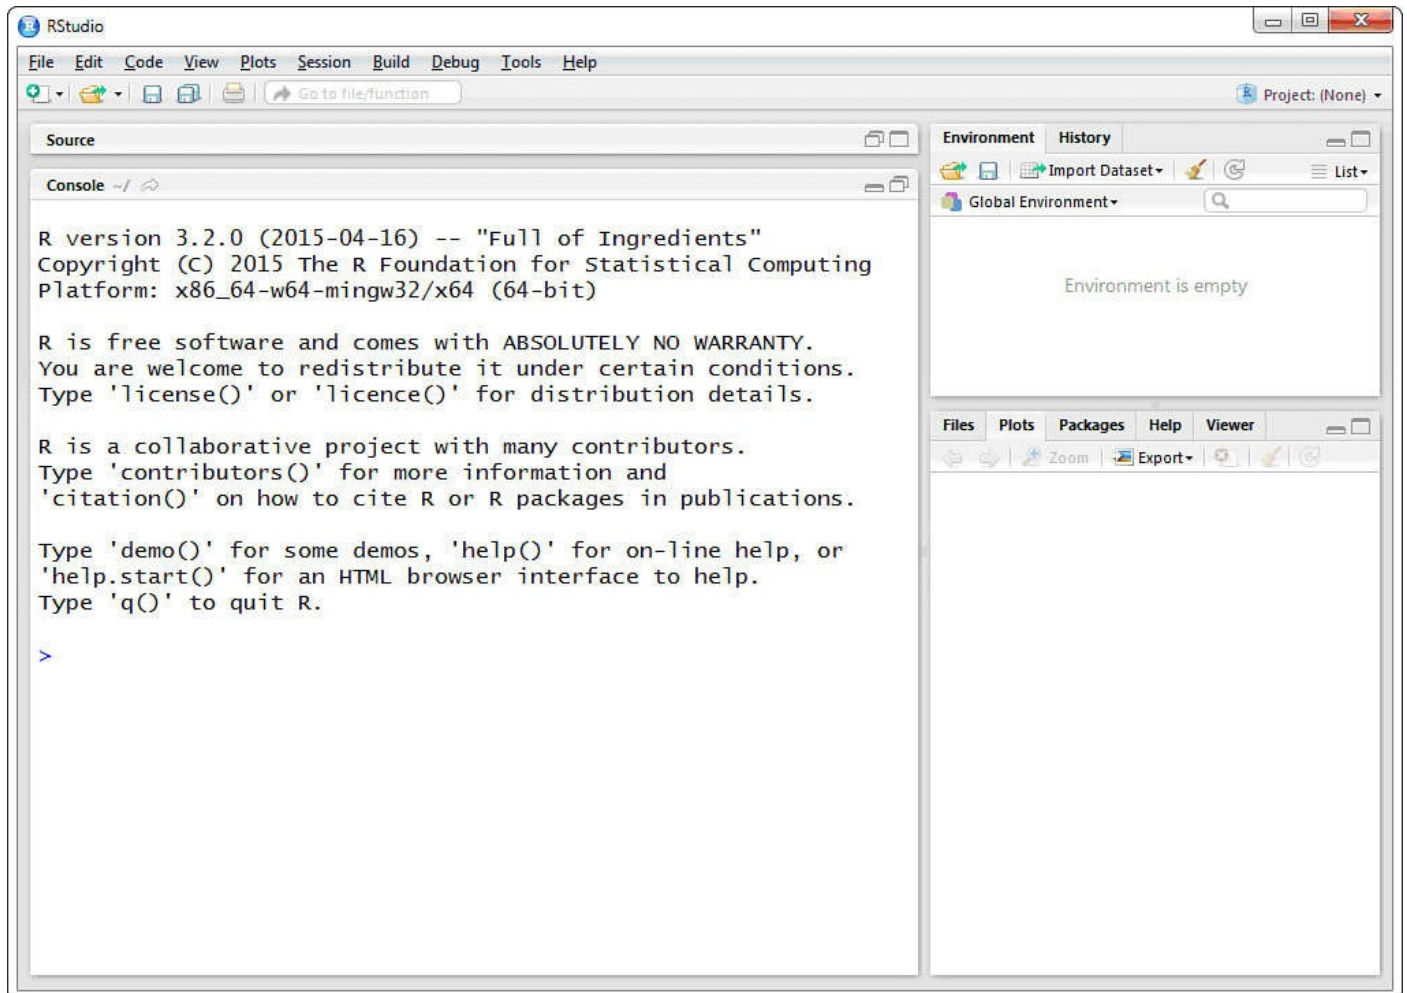 RStudio
File Edit Code View Plots Session Build Debug Tools Help
Go to file/function
Project: (None)
Source
Console ~/
R version 3.2.0 (2015-04-16) -- "Full of Ingredients"
Copyright (C) 2015 The R Foundation for Statistical Computing
Platform: x86_64-w64-mingw32/x64 (64-bit)
R is free software and comes with ABSOLUTELY NO WARRANTY.
You are welcome to redistribute it under certain conditions.
Type 'license()' or 'licence()' for distribution details.
R is a collaborative project with many contributors.
Type 'contributors()' for more information and
'citation()' on how to cite R or R packages in publications.
Type 'demo()' for some demos, 'help()' for on-line help, or
'help.start()' for an HTML browser interface to help.
Type 'q()' to quit R.
>
Environment History
Import Dataset List
Global Environment
Environment is empty
Files Plots Packages Help Viewer
Zoom Export